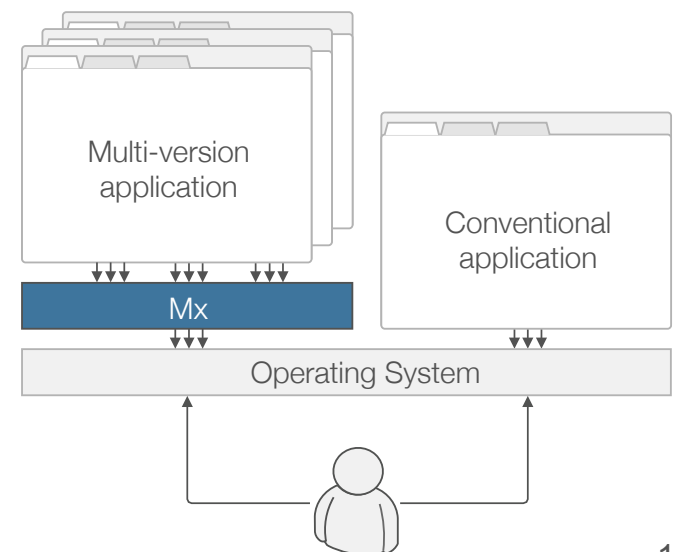 Multi-version
application
Conventional
application
Mx
Operating System
1